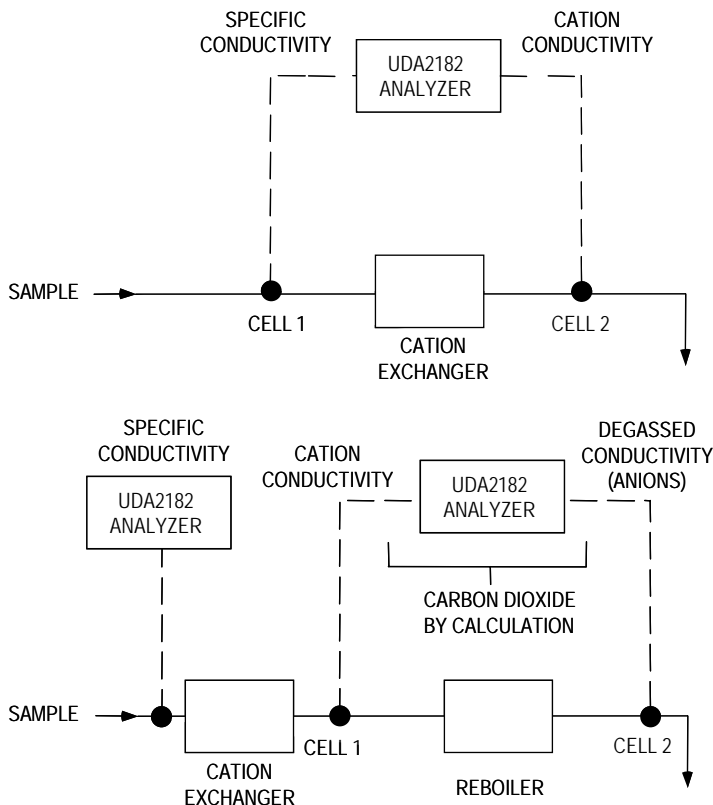 SPECIFIC
CONDUCTIVITY
CATION
CONDUCTIVITY
UDA2182
ANALYZER
SAMPLE
CELL 1
CELL 2
CATION
EXCHANGER
SPECIFIC
CONDUCTIVITY
CATION
CONDUCTIVITY
DEGASSED
CONDUCTIVITY
(ANIONS)
UDA2182
ANALYZER
UDA2182
ANALYZER
CARBON DIOXIDE
BY CALCULATION
SAMPLE
CELL 1
CELL 2
CATION
EXCHANGER
REBOILER